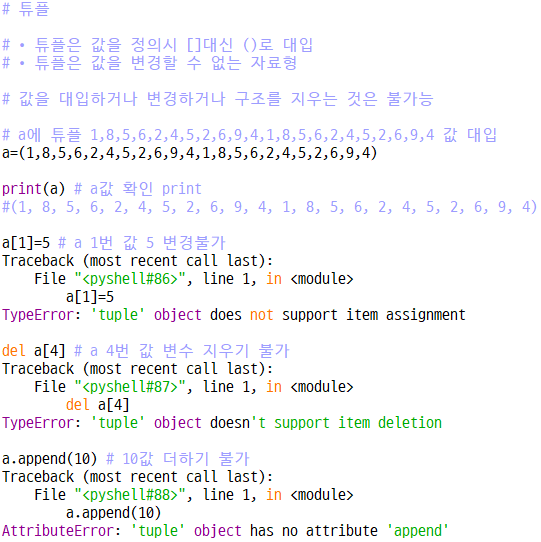 # 튜플
# • 튜플은 값을 정의시 []대신 ()로 대입
# • 튜플은 값을 변경할 수 없는 자료형
# 값을 대입하거나 변경하거나 구조를 지우는 것은 불가능
# a에 튜플 1,8,5,6,2,4,5,2,6,9,4,1,8,5,6,2,4,5,2,6,9,4 값 대입
a=(1,8,5,6,2,4,5,2,6,9,4,1,8,5,6,2,4,5,2,6,9,4)
print(a) # a값 확인 print
#(1, 8, 5, 6, 2, 4, 5, 2, 6, 9, 4, 1, 8, 5, 6, 2, 4, 5, 2, 6, 9, 4)
a[1]=5 # a 1번 값 5 변경불가
Traceback (most recent call last):
    File "<pyshell#86>", line 1, in <module>
        a[1]=5
TypeError: 'tuple' object does not support item assignment
del a[4] # a 4번 값 변수 지우기 불가
Traceback (most recent call last):
    File "<pyshell#87>", line 1, in <module>
        del a[4]
TypeError: 'tuple' object doesn't support item deletion
a.append(10) # 10값 더하기 불가
Traceback (most recent call last):
    File "<pyshell#88>", line 1, in <module>
        a.append(10)
AttributeError: 'tuple' object has no attribute 'append'